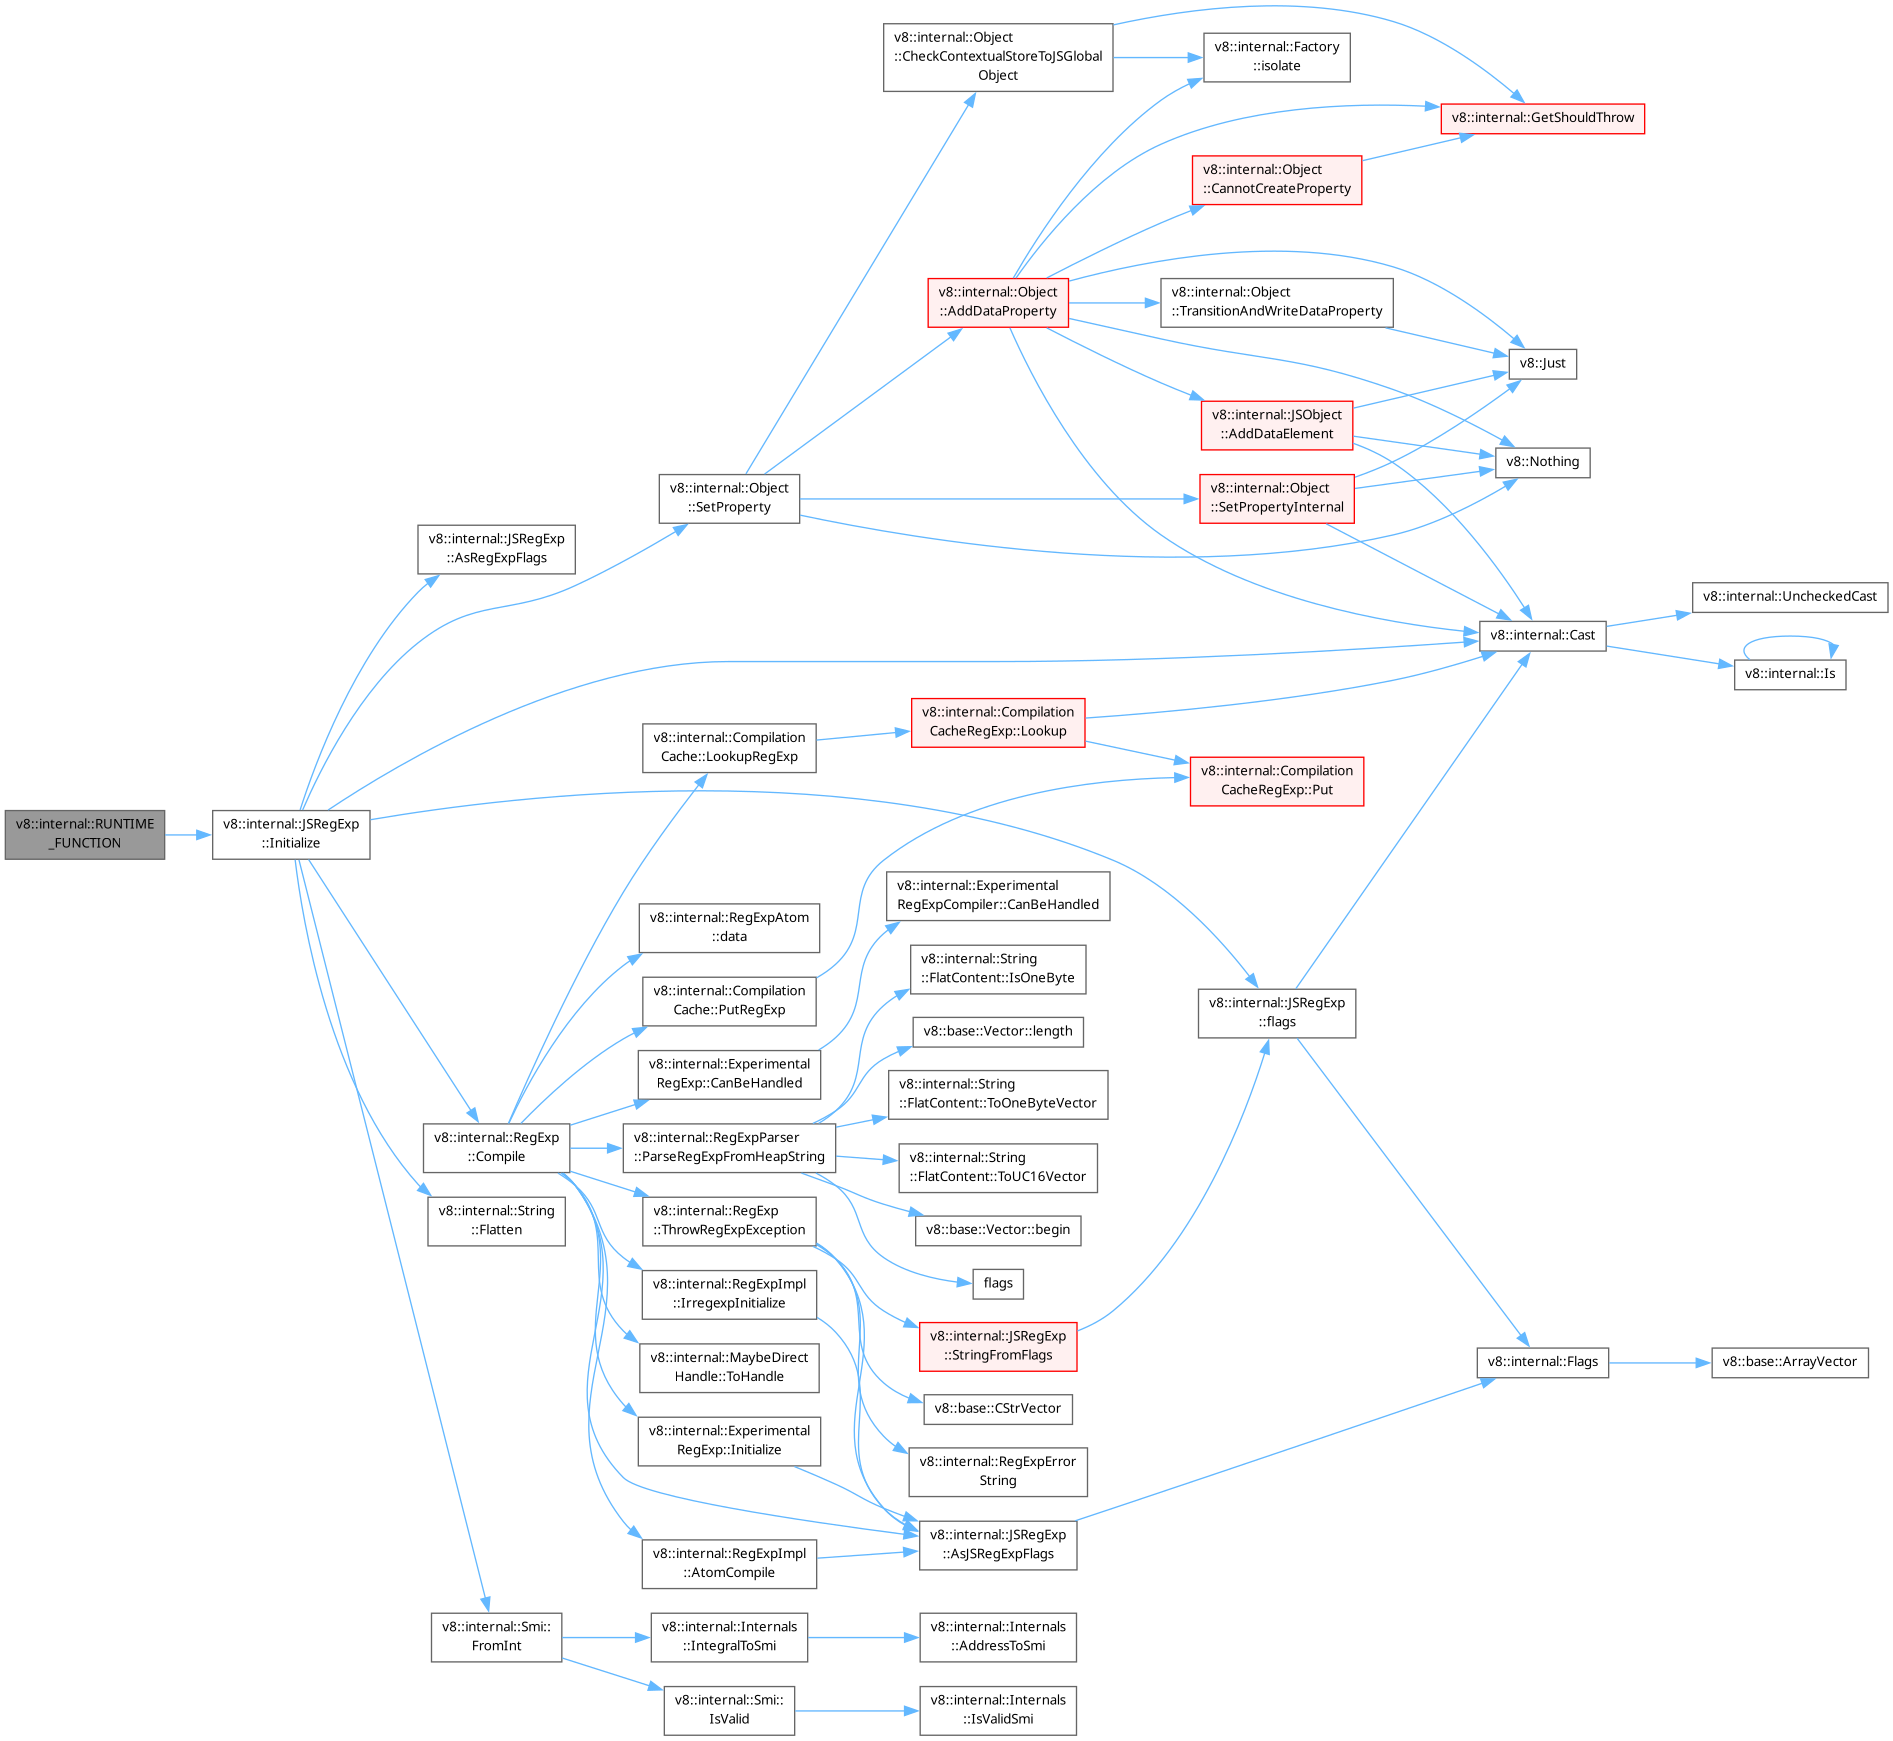 v8::internal::Object
::CheckContextualStoreToJSGlobal
Object
v8::internal::Factory
::isolate
v8::internal::GetShouldThrow
v8::internal::Object
::CannotCreateProperty
v8::internal::Object
::AddDataProperty
v8::internal::Object
::TransitionAndWriteDataProperty
v8::Just
v8::internal::JSObject
::AddDataElement
v8::Nothing
v8::internal::Object
::SetProperty
v8::internal::Object
::SetPropertyInternal
v8::internal::JSRegExp
::AsRegExpFlags
v8::internal::UncheckedCast
v8::internal::Cast
v8::internal::Is
v8::internal::Compilation
CacheRegExp::Lookup
v8::internal::Compilation
Cache::LookupRegExp
v8::internal::Compilation
CacheRegExp::Put
v8::internal::RUNTIME
_FUNCTION
v8::internal::JSRegExp
::Initialize
v8::internal::Experimental
RegExpCompiler::CanBeHandled
v8::internal::RegExpAtom
::data
v8::internal::String
::FlatContent::IsOneByte
v8::internal::Compilation
Cache::PutRegExp
v8::internal::JSRegExp
::flags
v8::base::Vector::length
v8::internal::Experimental
RegExp::CanBeHandled
v8::internal::String
::FlatContent::ToOneByteVector
v8::internal::RegExp
::Compile
v8::internal::RegExpParser
::ParseRegExpFromHeapString
v8::internal::String
::FlatContent::ToUC16Vector
v8::internal::String
::Flatten
v8::internal::RegExp
::ThrowRegExpException
v8::base::Vector::begin
v8::internal::RegExpImpl
::IrregexpInitialize
flags
v8::internal::JSRegExp
::StringFromFlags
v8::internal::MaybeDirect
Handle::ToHandle
v8::internal::Flags
v8::base::ArrayVector
v8::base::CStrVector
v8::internal::Experimental
RegExp::Initialize
v8::internal::RegExpError
String
v8::internal::JSRegExp
::AsJSRegExpFlags
v8::internal::RegExpImpl
::AtomCompile
v8::internal::Smi::
FromInt
v8::internal::Internals
::IntegralToSmi
v8::internal::Internals
::AddressToSmi
v8::internal::Smi::
IsValid
v8::internal::Internals
::IsValidSmi